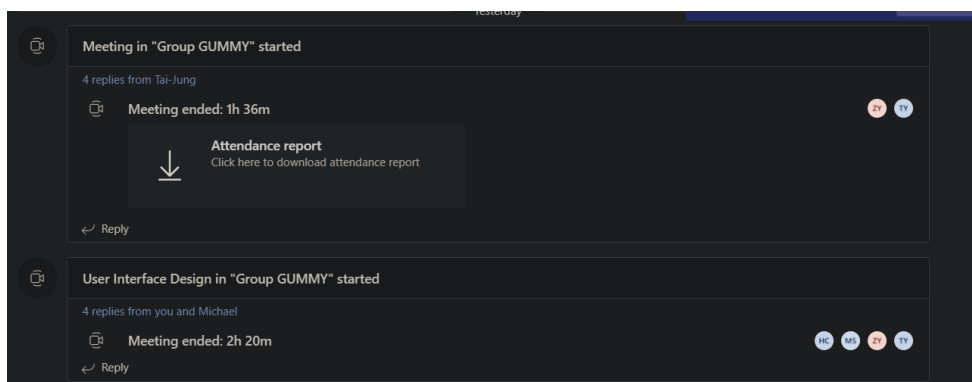 Yesterday
Meeting in "Group GUMMY" started
4 replies from Tai-Jung
Meeting ended: 1h 36m
ZY TY
Attendance report
Click here to download attendance report
Reply
User Interface Design in "Group GUMMY" started
4 replies from you and Michael
Meeting ended: 2h 20m
HC MS ZY TY
Reply